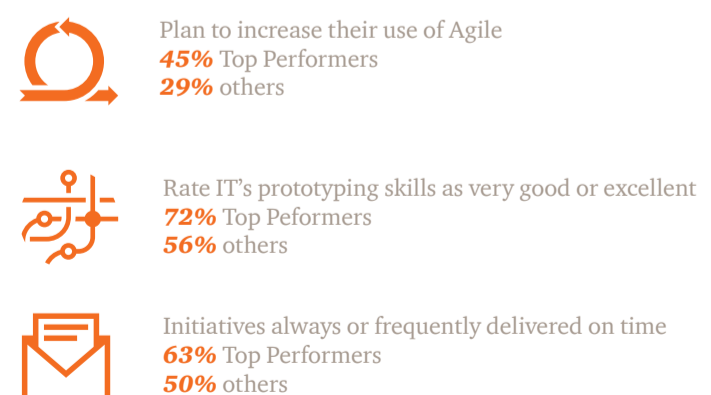 Plan to increase their use of Agile
45% Top Performers
29% others
Rate IT’s prototyping skills as very good or excellent
72% Top Peformers
56% others
Initiatives always or frequently delivered on time
63% Top Performers
50% others